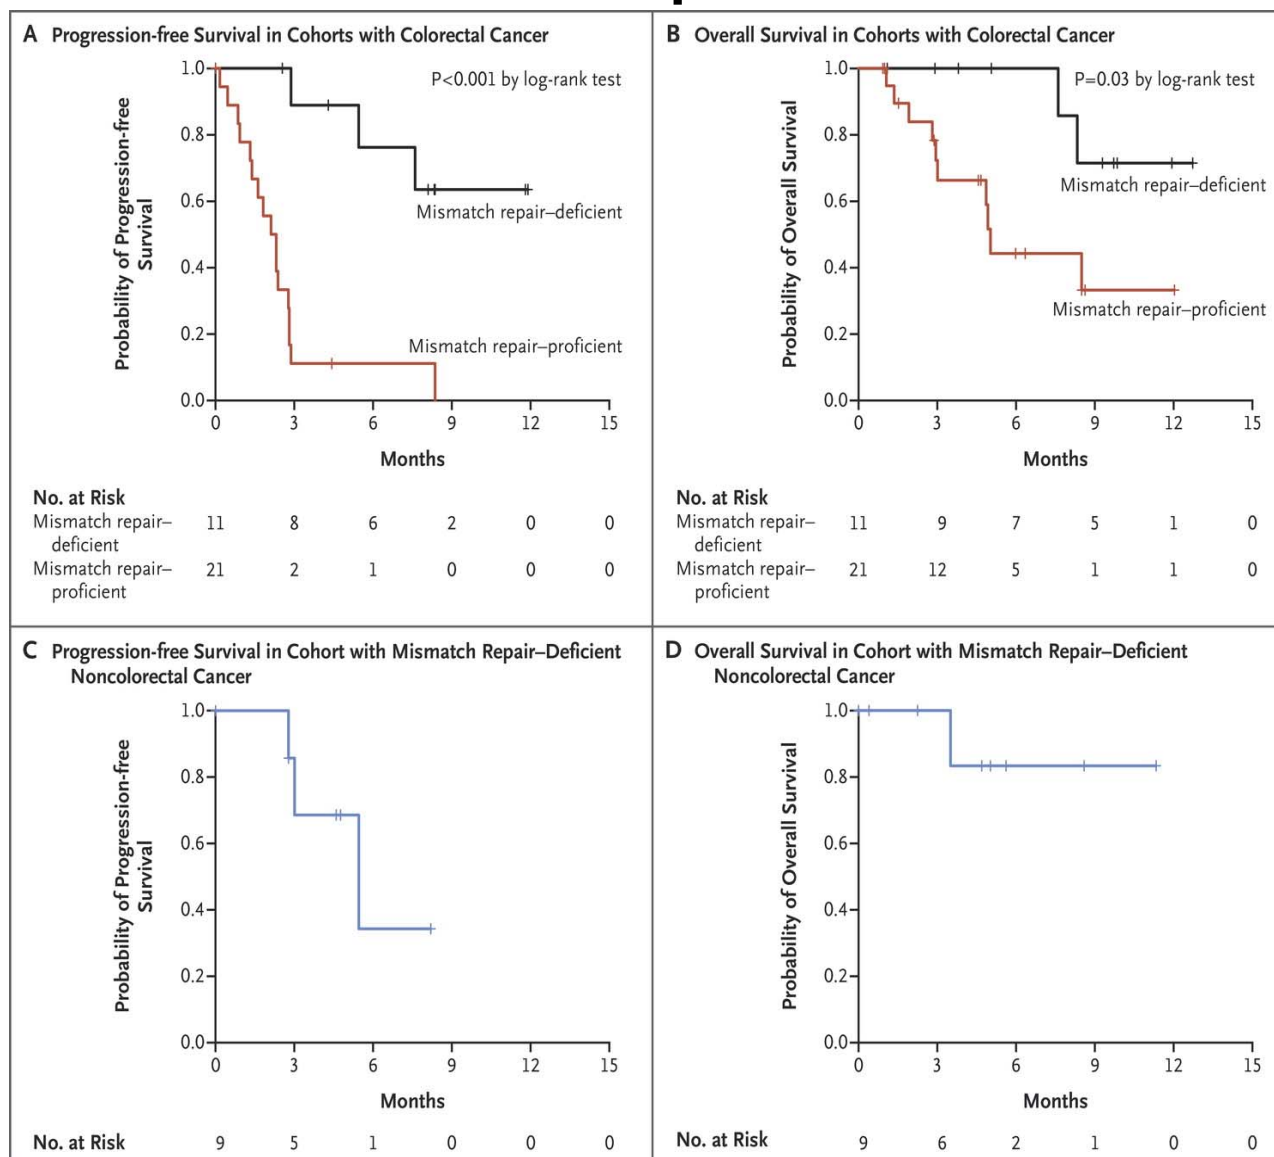 A Progression-free Survival in Cohorts with Colorectal Cancer
P<0.001 by log-rank test
Probability of Progression-free
Survival
1.0
0.8
0.6
0.4
0.2
0.0
Mismatch repair–deficient
Mismatch repair–proficient
0 3 6 9 12 15
Months
No. at Risk
Mismatch repair–
deficient
11 8 6 2 0 0
Mismatch repair–
proficient
21 2 1 0 0 0
B Overall Survival in Cohorts with Colorectal Cancer
P=0.03 by log-rank test
Probability of Overall Survival
1.0
0.8
0.6
0.4
0.2
0.0
Mismatch repair–deficient
Mismatch repair–proficient
0 3 6 9 12 15
Months
No. at Risk
Mismatch repair–
deficient
11 9 7 5 1 0
Mismatch repair–
proficient
21 12 5 1 1 0
C Progression-free Survival in Cohort with Mismatch Repair–Deficient
Noncolorectal Cancer
Probability of Progression-free
Survival
1.0
0.8
0.6
0.4
0.2
0.0
0 3 6 9 12 15
Months
No. at Risk 9 5 1 0 0 0
D Overall Survival in Cohort with Mismatch Repair–Deficient
Noncolorectal Cancer
Probability of Overall Survival
1.0
0.8
0.6
0.4
0.2
0.0
0 3 6 9 12 15
Months
No. at Risk 9 6 2 1 0 0